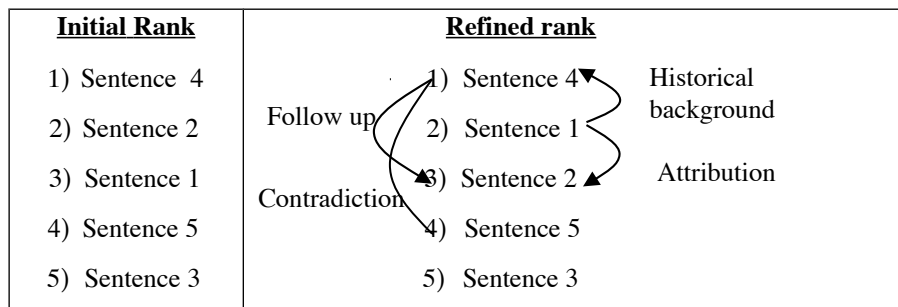 Initial Rank
1) Sentence 4
2) Sentence 2
3) Sentence 1
4) Sentence 5
5) Sentence 3
Refined rank
1) Sentence 4
2) Sentence 1
3) Sentence 2
4) Sentence 5
5) Sentence 3
Follow up
Contradiction
Historical
background
Attribution